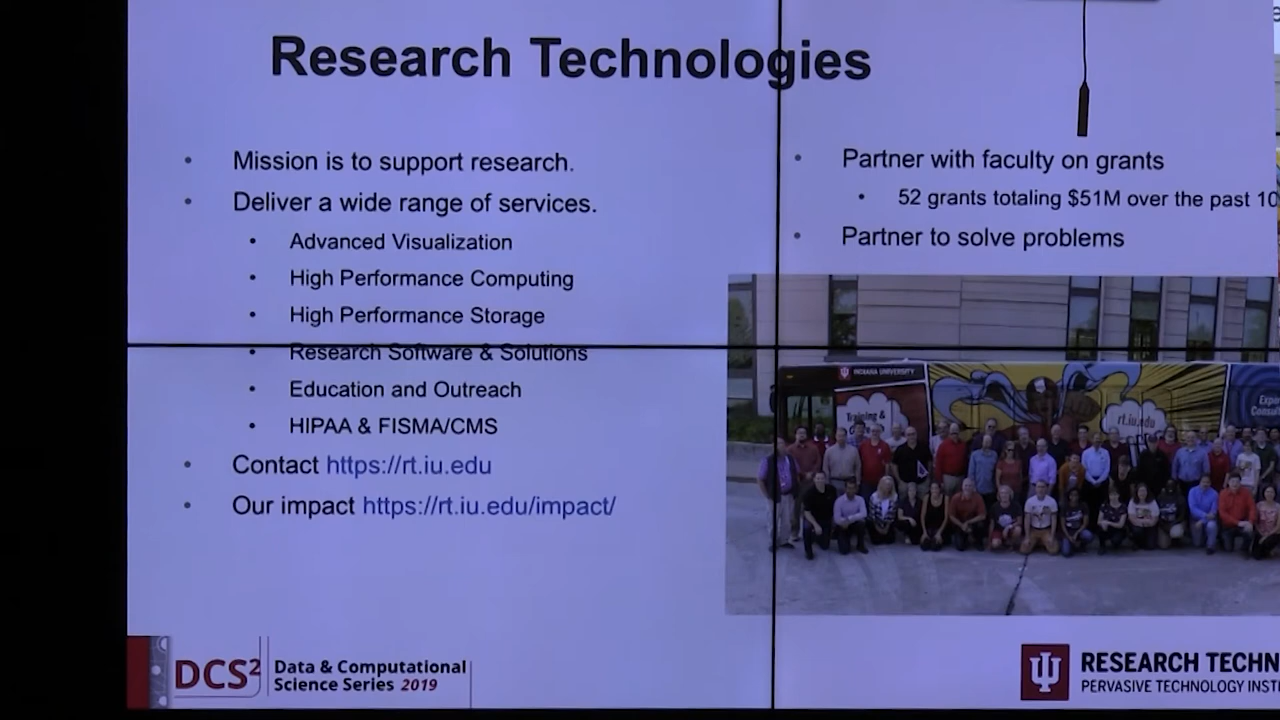 Research Technologies
• Mission is to support research.
• Deliver a wide range of services.
• Advanced Visualization
• High Performance Computing
• High Performance Storage
• Research Software & Solutions
• Education and Outreach
• HIPAA & FISMA/CMS
• Contact https://rt.iu.edu
• Our impact https://rt.iu.edu/impact/
• Partner with faculty on grants
• 52 grants totaling $51M over the past 10
• Partner to solve problems
INDIANA UNIVERSITY
Training &
rt.iu.edu
DCS²
Data & Computational
Science Series 2019
RESEARCH TECHN
PERVASIVE TECHNOLOGY INSTI